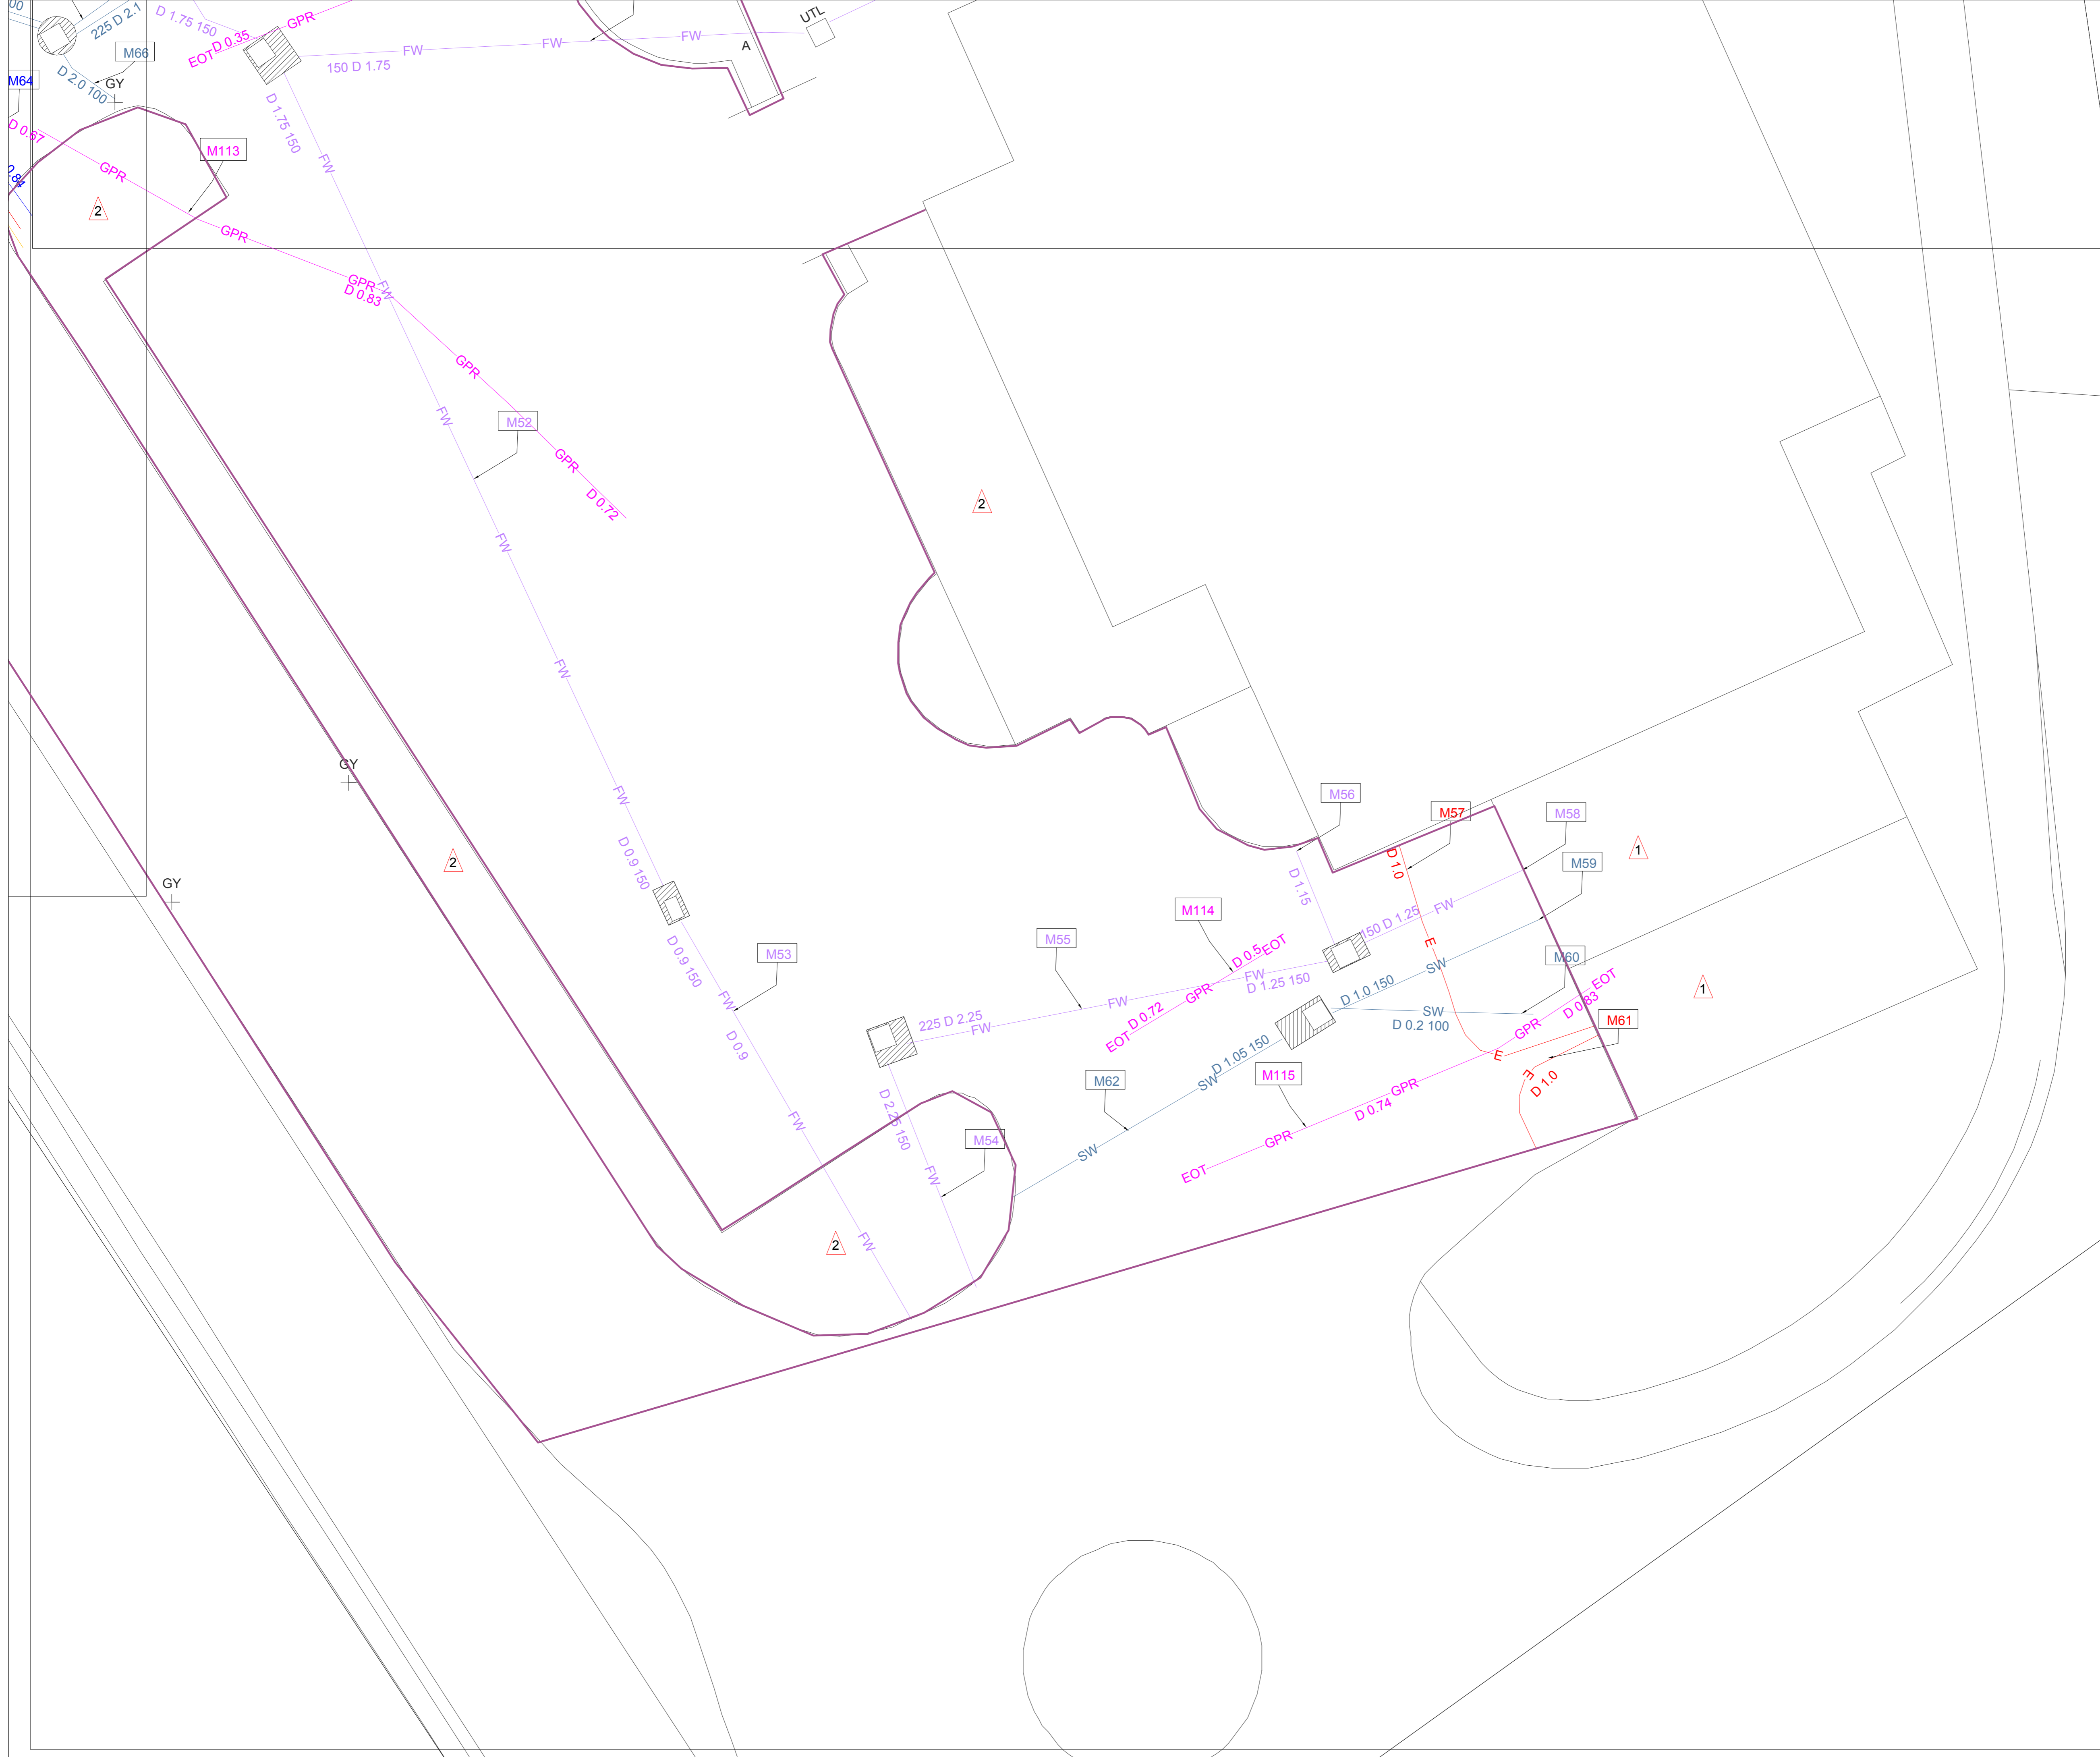 225 D 2.1
D 1.75 150
GPR
D 0.35
EOT
FW
FW
FW
A
UTL
150 D 1.75
M66
M64
D 2.0 100
GY
D 0.67
GPR
M113
D 1.75 150
FW
2
GPR
GPR
D 0.83
FW
GPR
M52
FW
GPR
D 0.72
2
FW
FW
GY
FW
D 0.9 150
2
GY
M56
M57
M58
M59
1
D 1.0
D 1.15
M114
150 D 1.25
FW
E
D 0.9 150
M53
M55
D 0.5
EOT
M60
FW
D 1.25 150
SW
GPR
EOT
D 0.83
1
FW
FW
D 1.0 150
225 D 2.25
FW
D 0.72
EOT
SW
D 0.2 100
GPR
M61
D 0.9
D 1.05 150
E
M62
SW
M115
GPR
E
D 1.0
D 2.25 150
FW
D 0.74
M54
SW
GPR
EOT
FW
2
FW